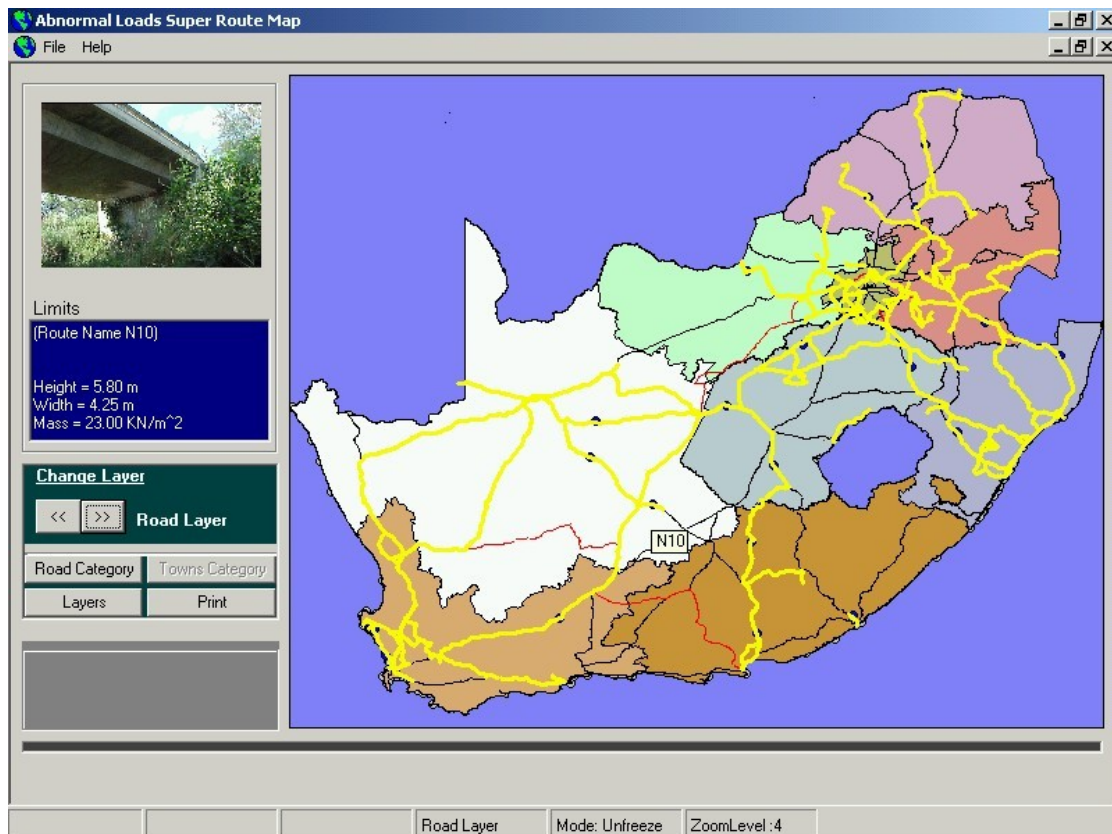 Abnormal Loads Super Route Map
File Help
Limits
(Route Name N10)
Height = 5.80 m
Width = 4.25 m
Mass = 23.00 KN/m^2
Change Layer
<< >> Road Layer
Road Category Towns Category
Layers Print
N10
Road Layer Mode: Unfreeze ZoomLevel :4